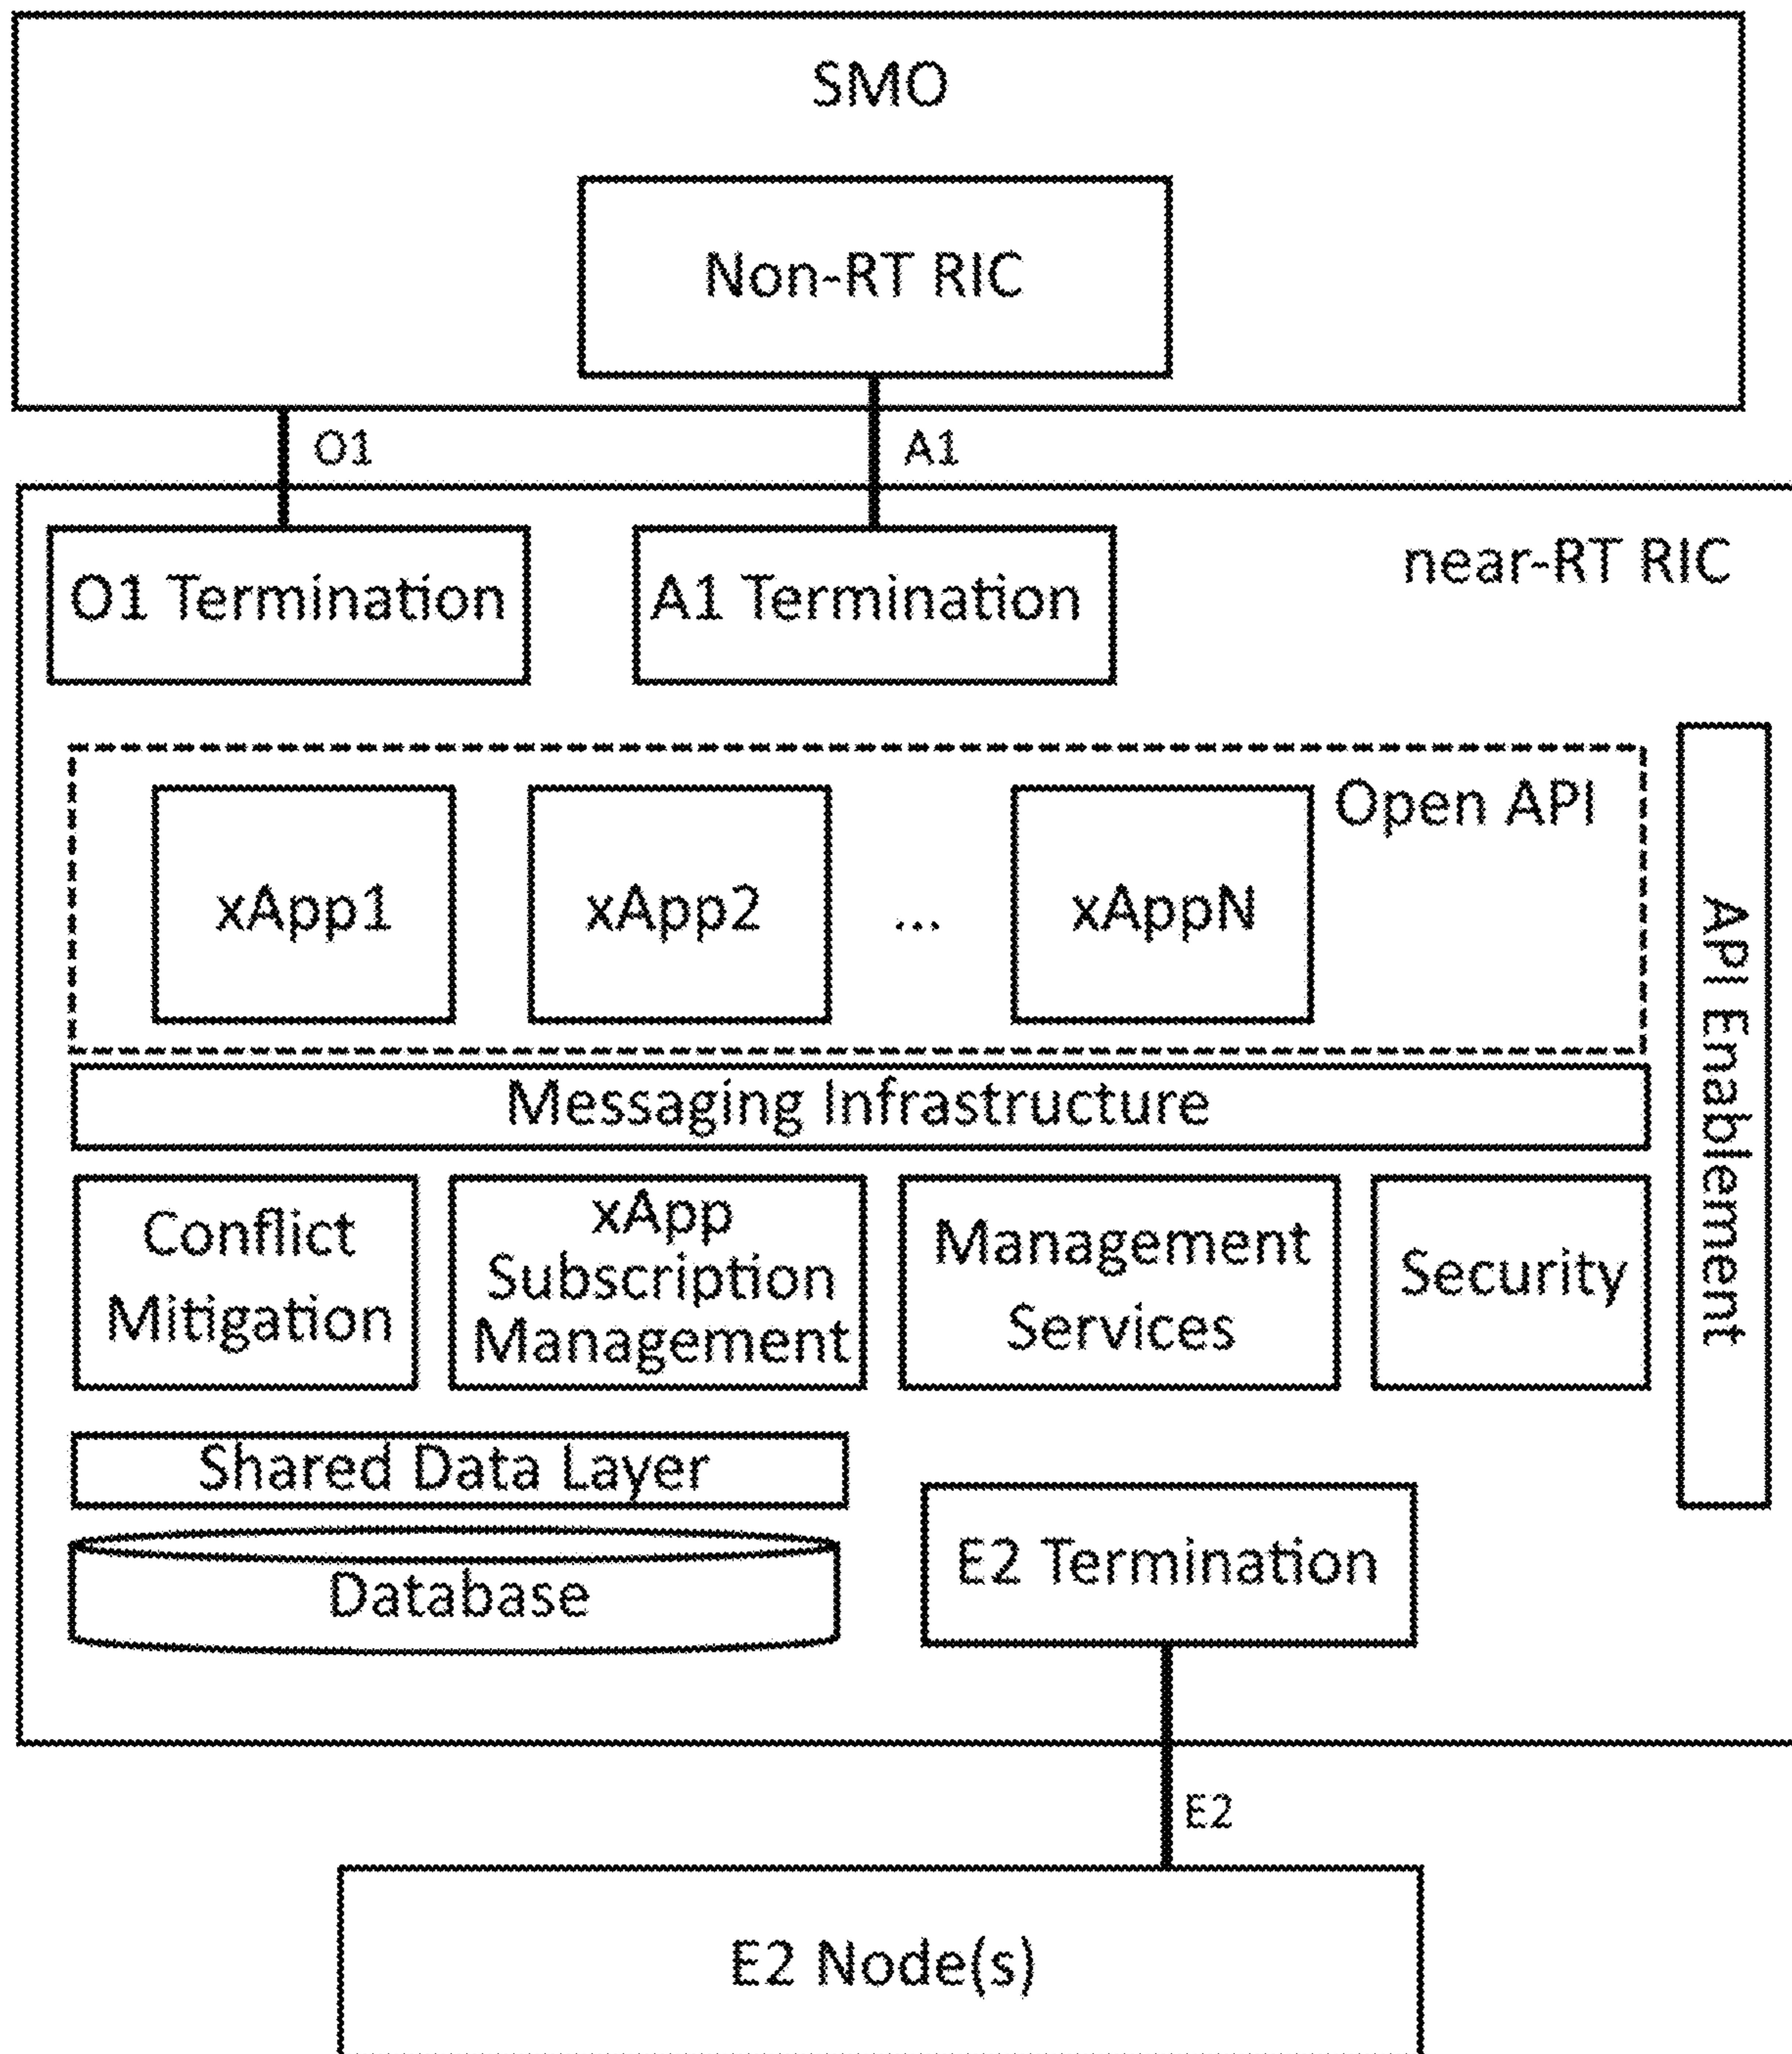 SMO
Non-RT RIC
O1
A1
O1 Termination
A1 Termination
near-RT RIC
Open API
xApp1
xApp2
...
xAppN
API Enablement
Messaging Infrastructure
Conflict
Mitigation
xApp
Subscription
Management
Management
Services
Security
Shared Data Layer
Database
E2 Termination
E2
E2 Node(s)